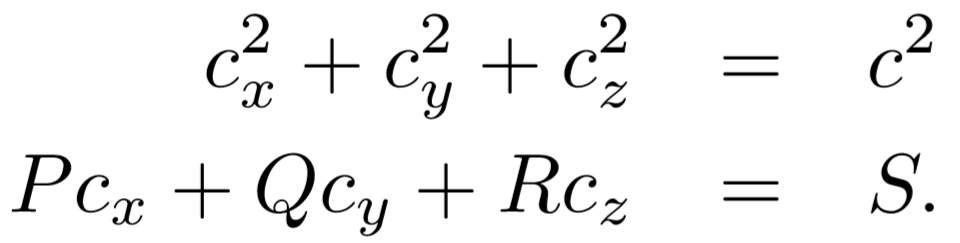 $c_x^2 + c_y^2 + c_z^2 = c^2$
$Pc_x + Qc_y + Rc_z = S.$